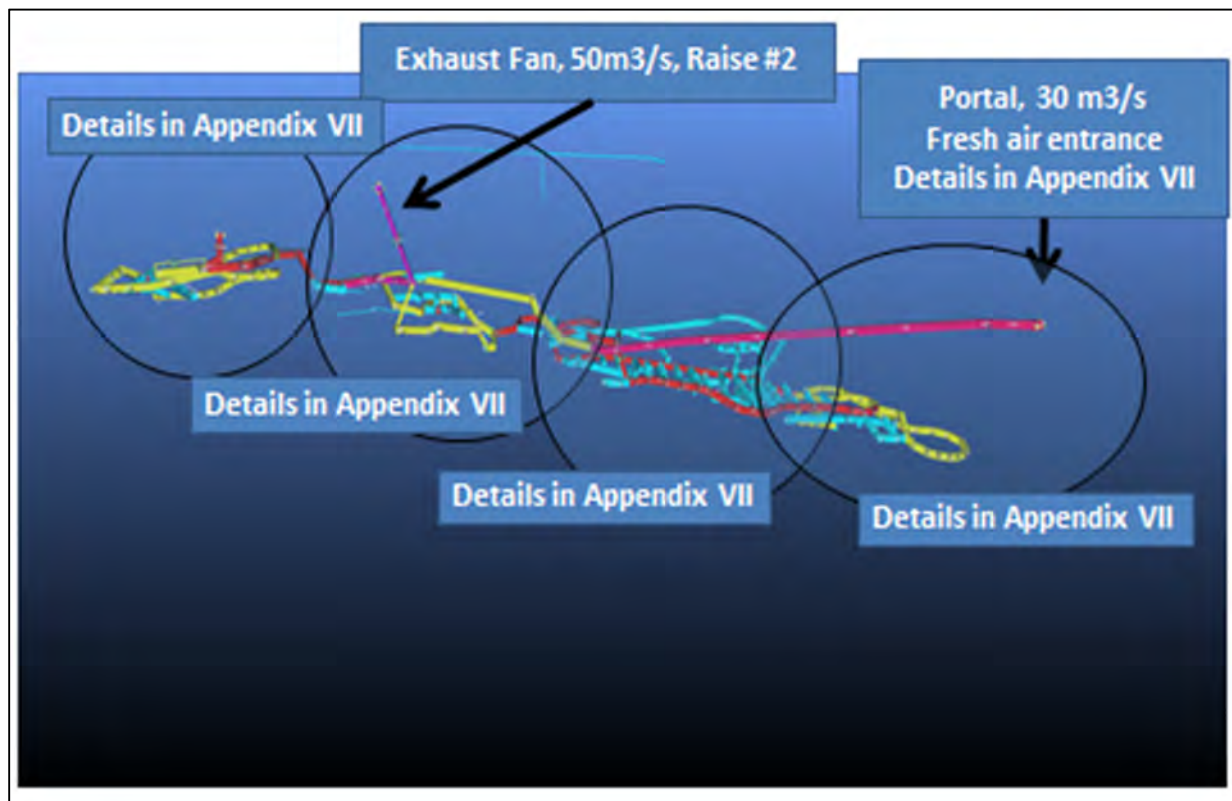 Exhaust Fan, 50m3/s, Raise #2
Portal, 30 m3/s
Fresh air entrance
Details in Appendix VII
Details in Appendix VII
Details in Appendix VII
Details in Appendix VII
Details in Appendix VII